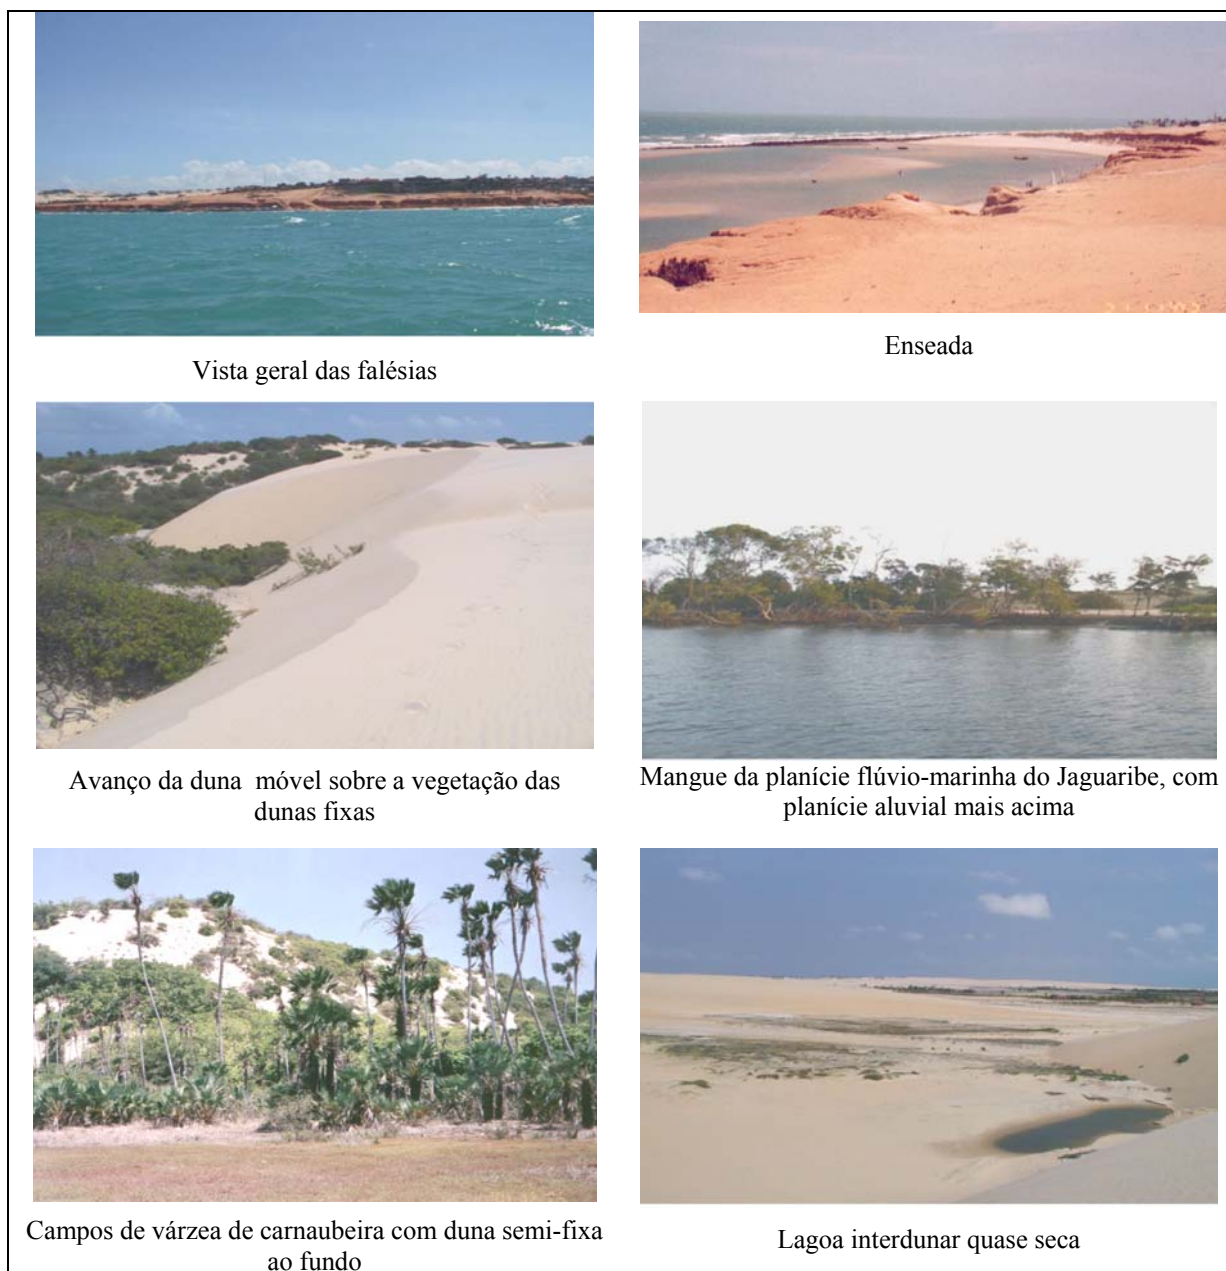 Vista geral das falésias
Enseada
Avanço da duna móvel sobre a vegetação das
dunas fixas
Mangue da planície flúvio-marinha do Jaguaribe, com
planície aluvial mais acima
Campos de várzea de carnaubeira com duna semi-fixa
ao fundo
Lagoa interdunar quase seca